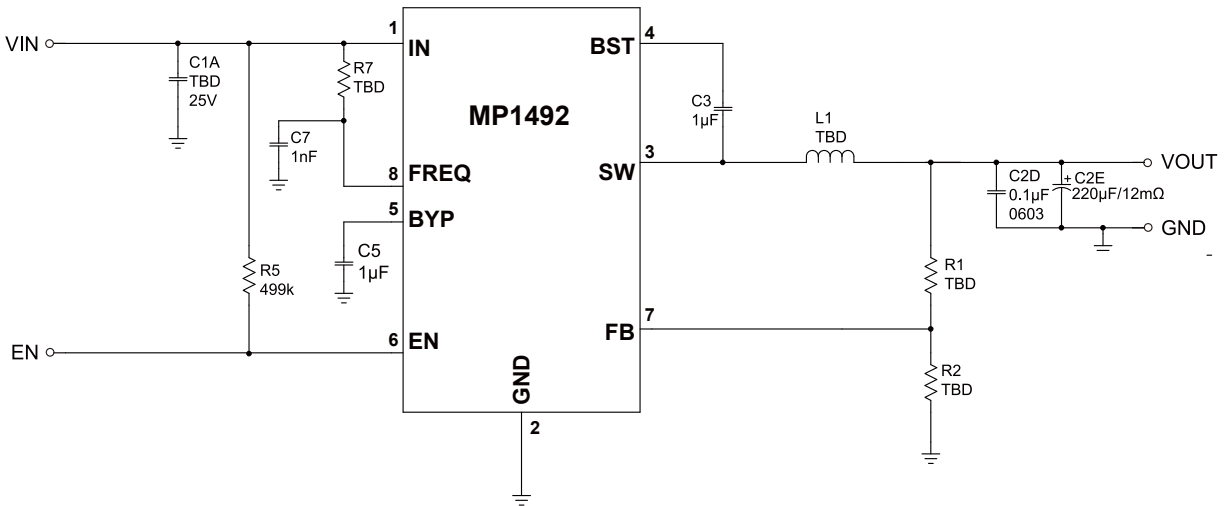 VIN
C1A
TBD
25V
R7
TBD
C7
1nF
1
IN
8
FREQ
5
BYP
C5
1µF
R5
499k
EN
6
EN
MP1492
GND
2
4
BST
C3
1µF
3
SW
L1
TBD
VOUT
C2D
0.1µF
0603
+
C2E
220µF/12mΩ
GND
-
R1
TBD
7
FB
R2
TBD